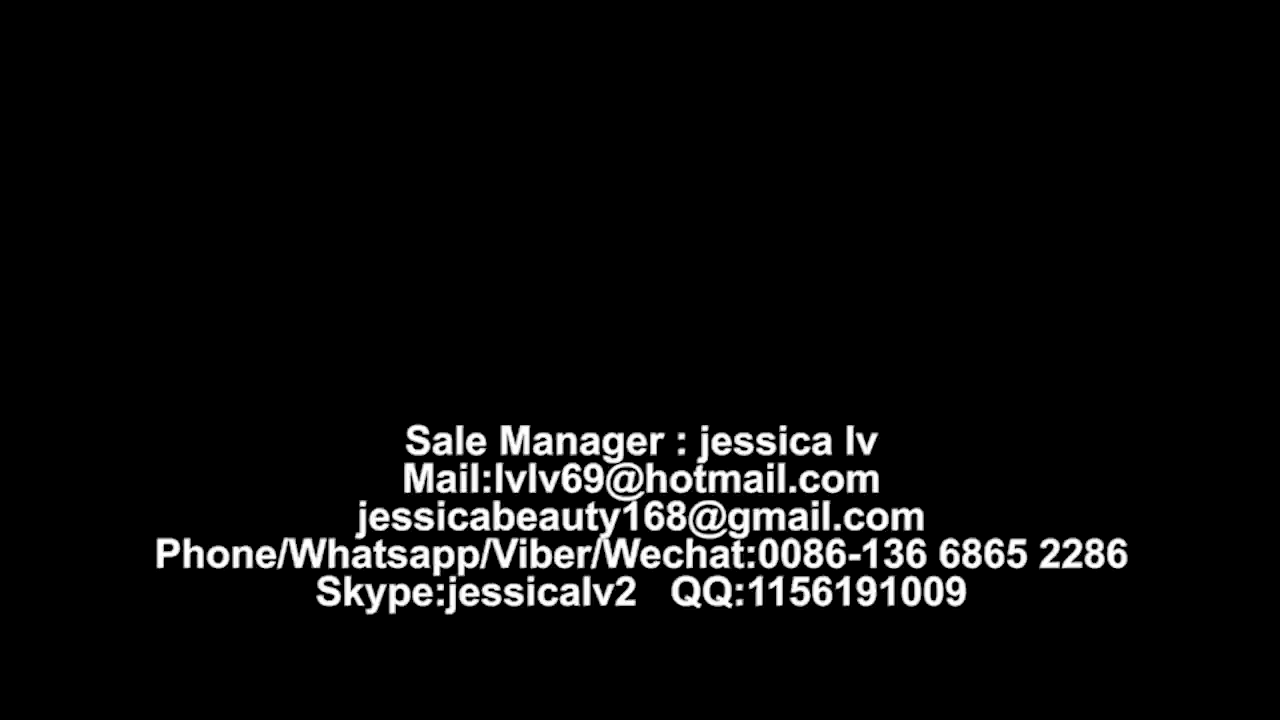 Sale Manager : jessica lv
Mail:lvlv69@hotmail.com
jessicabeauty168@gmail.com
Phone/Whatsapp/Viber/Wechat:0086-136 6865 2286
Skype:jessicalv2 QQ:1156191009